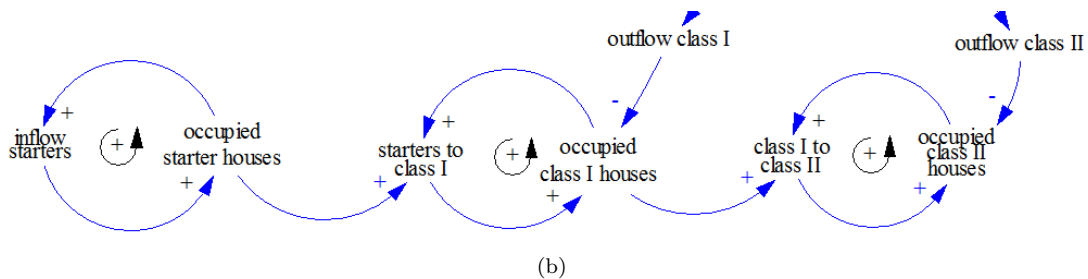 outflow class I
outflow class II
+
inflow
starters
+
occupied
starter houses
+
+
starters to
class I
+
+
-
occupied
class I houses
+
+
class I to
class II
+
+
-
occupied
class II
houses
+
(b)